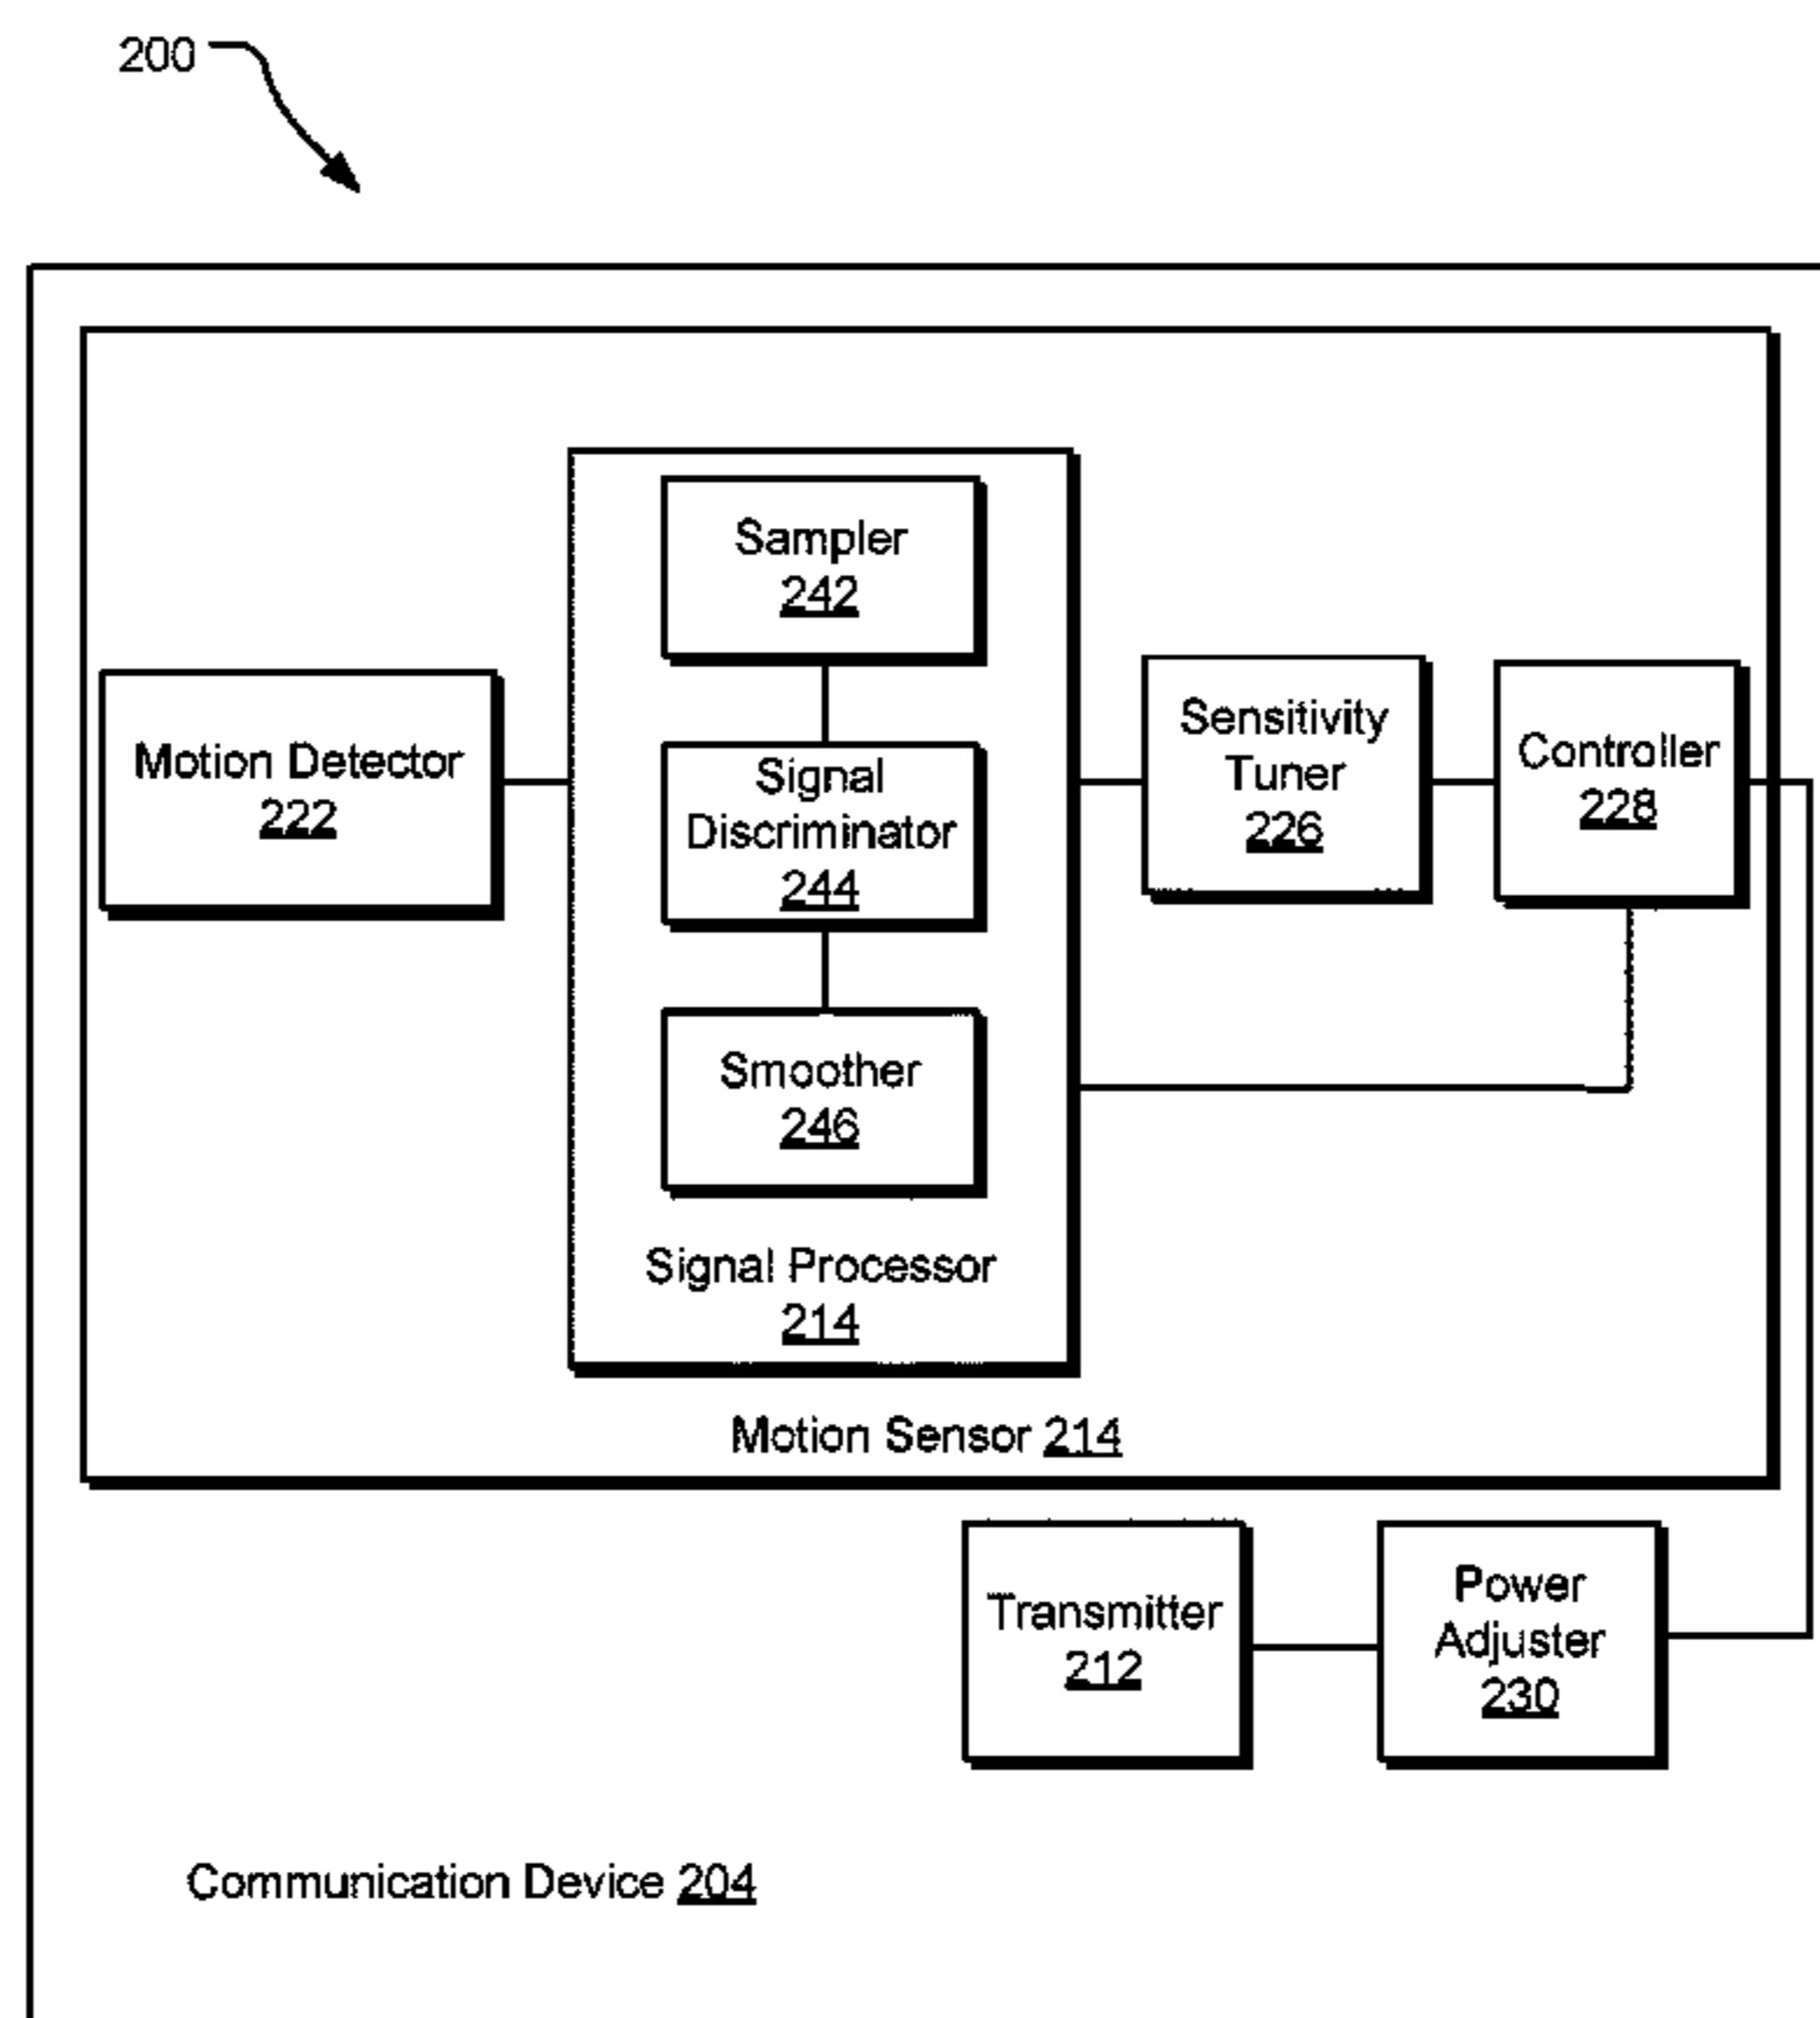 200
Sampler
242
Motion Detector
222
Signal
Discriminator
244
Sensitivity
Tuner
226
Controller
228
Smoother
246
Signal Processor
214
Motion Sensor 214
Transmitter
212
Power
Adjuster
230
Communication Device 204